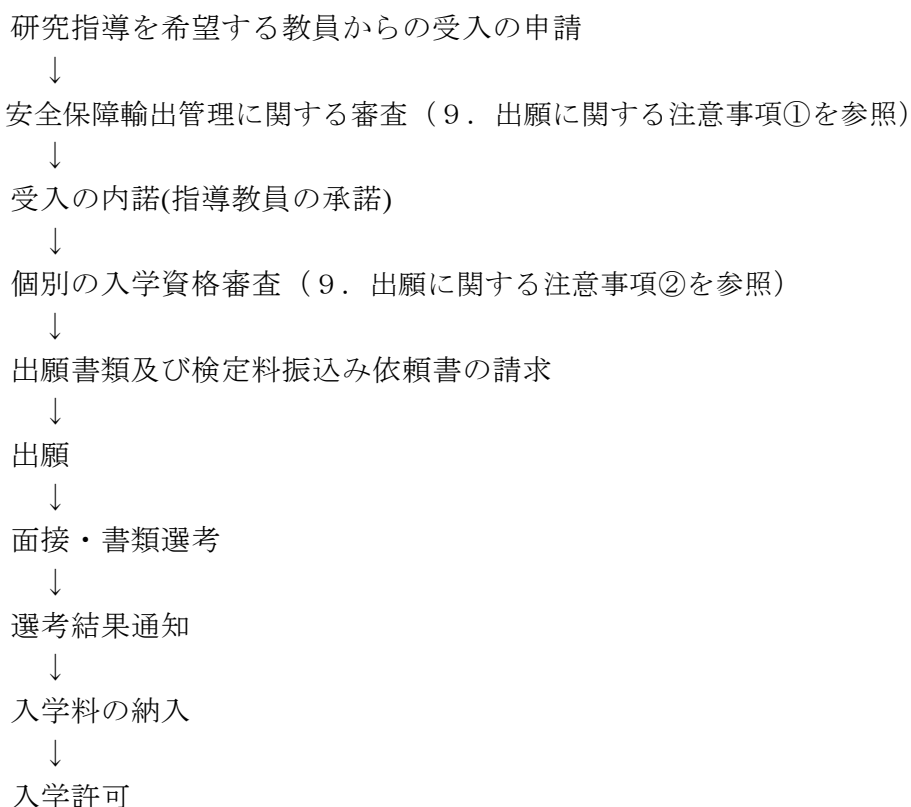 研究指導を希望する教員からの受入の申請
↓
安全保障輸出管理に関する審査（９．出願に関する注意事項①を参照）
↓
受入の内諾(指導教員の承諾)
↓
個別の入学資格審査（９．出願に関する注意事項②を参照）
↓
出願書類及び検定料振込み依頼書の請求
↓
出願
↓
面接・書類選考
↓
選考結果通知
↓
入学料の納入
↓
入学許可